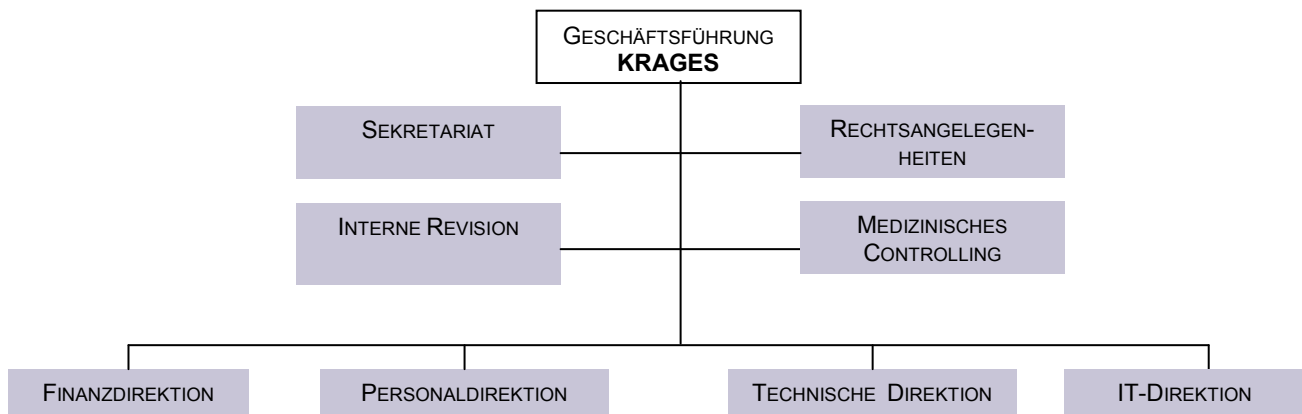 GESCHÄFTSFÜHRUNG
KRAGES
SEKRETARIAT
RECHTSANGELEGEN-
HEITEN
INTERNE REVISION
MEDIZINISCHES
CONTROLLING
FINANZDIREKTION
PERSONALDIREKTION
TECHNISCHE DIREKTION
IT-DIREKTION